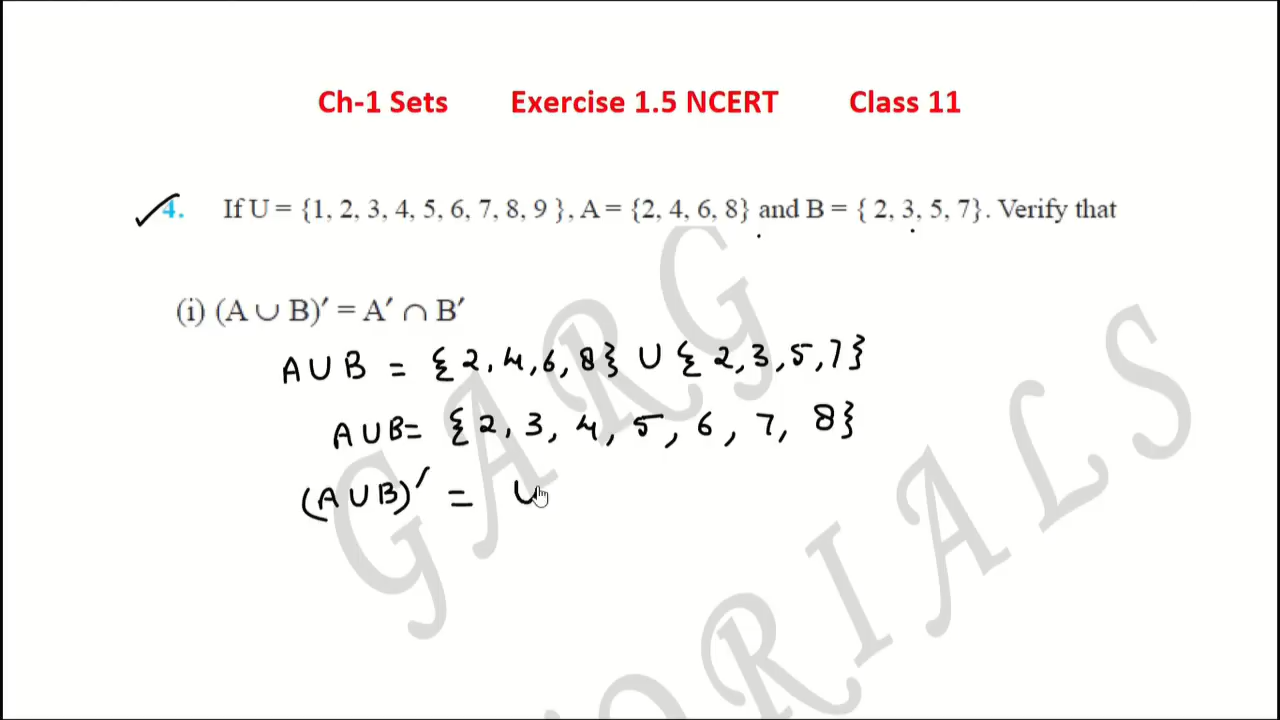 Ch-1 Sets Exercise 1.5 NCERT Class 11
4. If U = {1, 2, 3, 4, 5, 6, 7, 8, 9 }, A = {2, 4, 6, 8} and B = { 2, 3, 5, 7}. Verify that
(i) (A ∪ B)′ = A′ ∩ B′
A ∪ B = {2, 4, 6, 8} ∪ {2, 3, 5, 7}
A ∪ B = {2, 3, 4, 5, 6, 7, 8}
(A ∪ B)′ = U
GARG
TORIALS